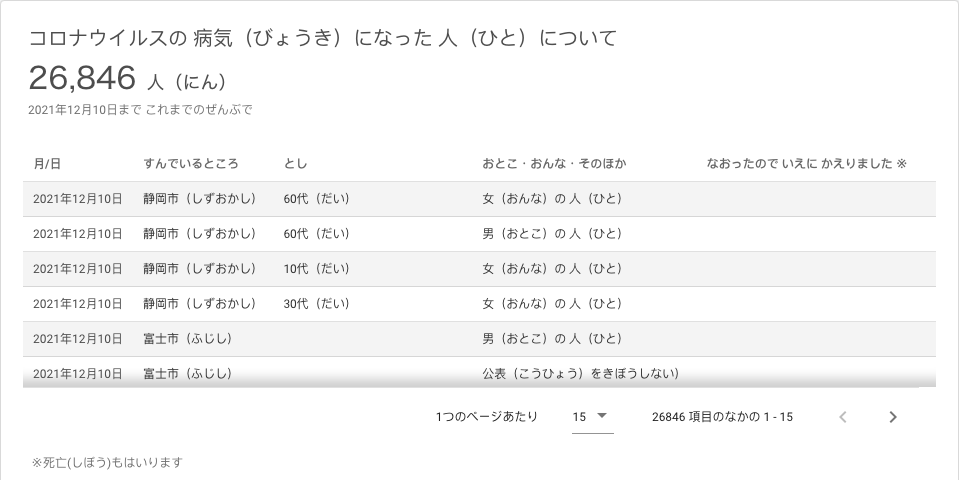 コロナウイルスの 病気（びょうき）になった 人（ひと）について
26,846 人（にん）
2021年12月10日まで これまでのぜんぶで
月/日 すんでいるところ とし おとこ・おんな・そのほか なおったので いえに かえりました ※
2021年12月10日 静岡市（しずおかし） 60代（だい） 女（おんな）の 人（ひと）
2021年12月10日 静岡市（しずおかし） 60代（だい） 男（おとこ）の 人（ひと）
2021年12月10日 静岡市（しずおかし） 10代（だい） 女（おんな）の 人（ひと）
2021年12月10日 静岡市（しずおかし） 30代（だい） 女（おんな）の 人（ひと）
2021年12月10日 富士市（ふじし） 男（おとこ）の 人（ひと）
2021年12月10日 富士市（ふじし） 公表（こうひょう）をきぼうしない)
1つのページあたり 15 26846 項目のなかの 1 - 15
※死亡(しぼう)もはいります